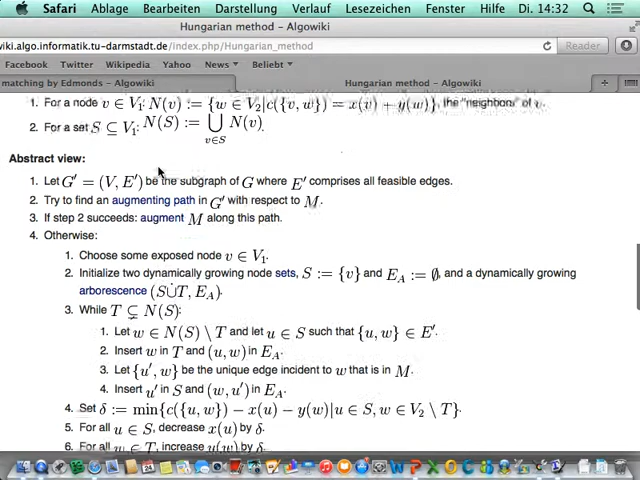 Safari Ablage Bearbeiten Darstellung Verlauf Lesezeichen Fenster Hilfe Di 14:32
Hungarian method - Algowiki
wiki.algo.informatik.tu-darmstadt.de/index.php/Hungarian_method Reader
Facebook Twitter Wikipedia Yahoo News Beliebt
matching by Edmonds - Algowiki Hungarian method - Algowiki
1. For a node v ∈ V₁: N(v) := {w ∈ V₂|c({v, w}) = x(v) + y(w)}, the "neighbors" of v.
2. For a set S ⊆ V₁: N(S) := ⋃ N(v).
v∈S
Abstract view:
1. Let G′ = (V, E′) be the subgraph of G where E′ comprises all feasible edges.
2. Try to find an augmenting path in G′ with respect to M.
3. If step 2 succeeds: augment M along this path.
4. Otherwise:
1. Choose some exposed node v ∈ V₁.
2. Initialize two dynamically growing node sets, S := {v} and E_A := ∅, and a dynamically growing
arborescence (S∪̇T, E_A).
3. While T ⊊ N(S):
1. Let w ∈ N(S) \ T and let u ∈ S such that {u, w} ∈ E′.
2. Insert w in T and (u, w) in E_A.
3. Let {u′, w} be the unique edge incident to w that is in M.
4. Insert u′ in S and (w, u′) in E_A.
4. Set δ := min{c({u, w}) − x(u) − y(w)|u ∈ S, w ∈ V₂ \ T}.
5. For all u ∈ S, decrease x(u) by δ.
6. For all w ∈ T, increase y(w) by δ.